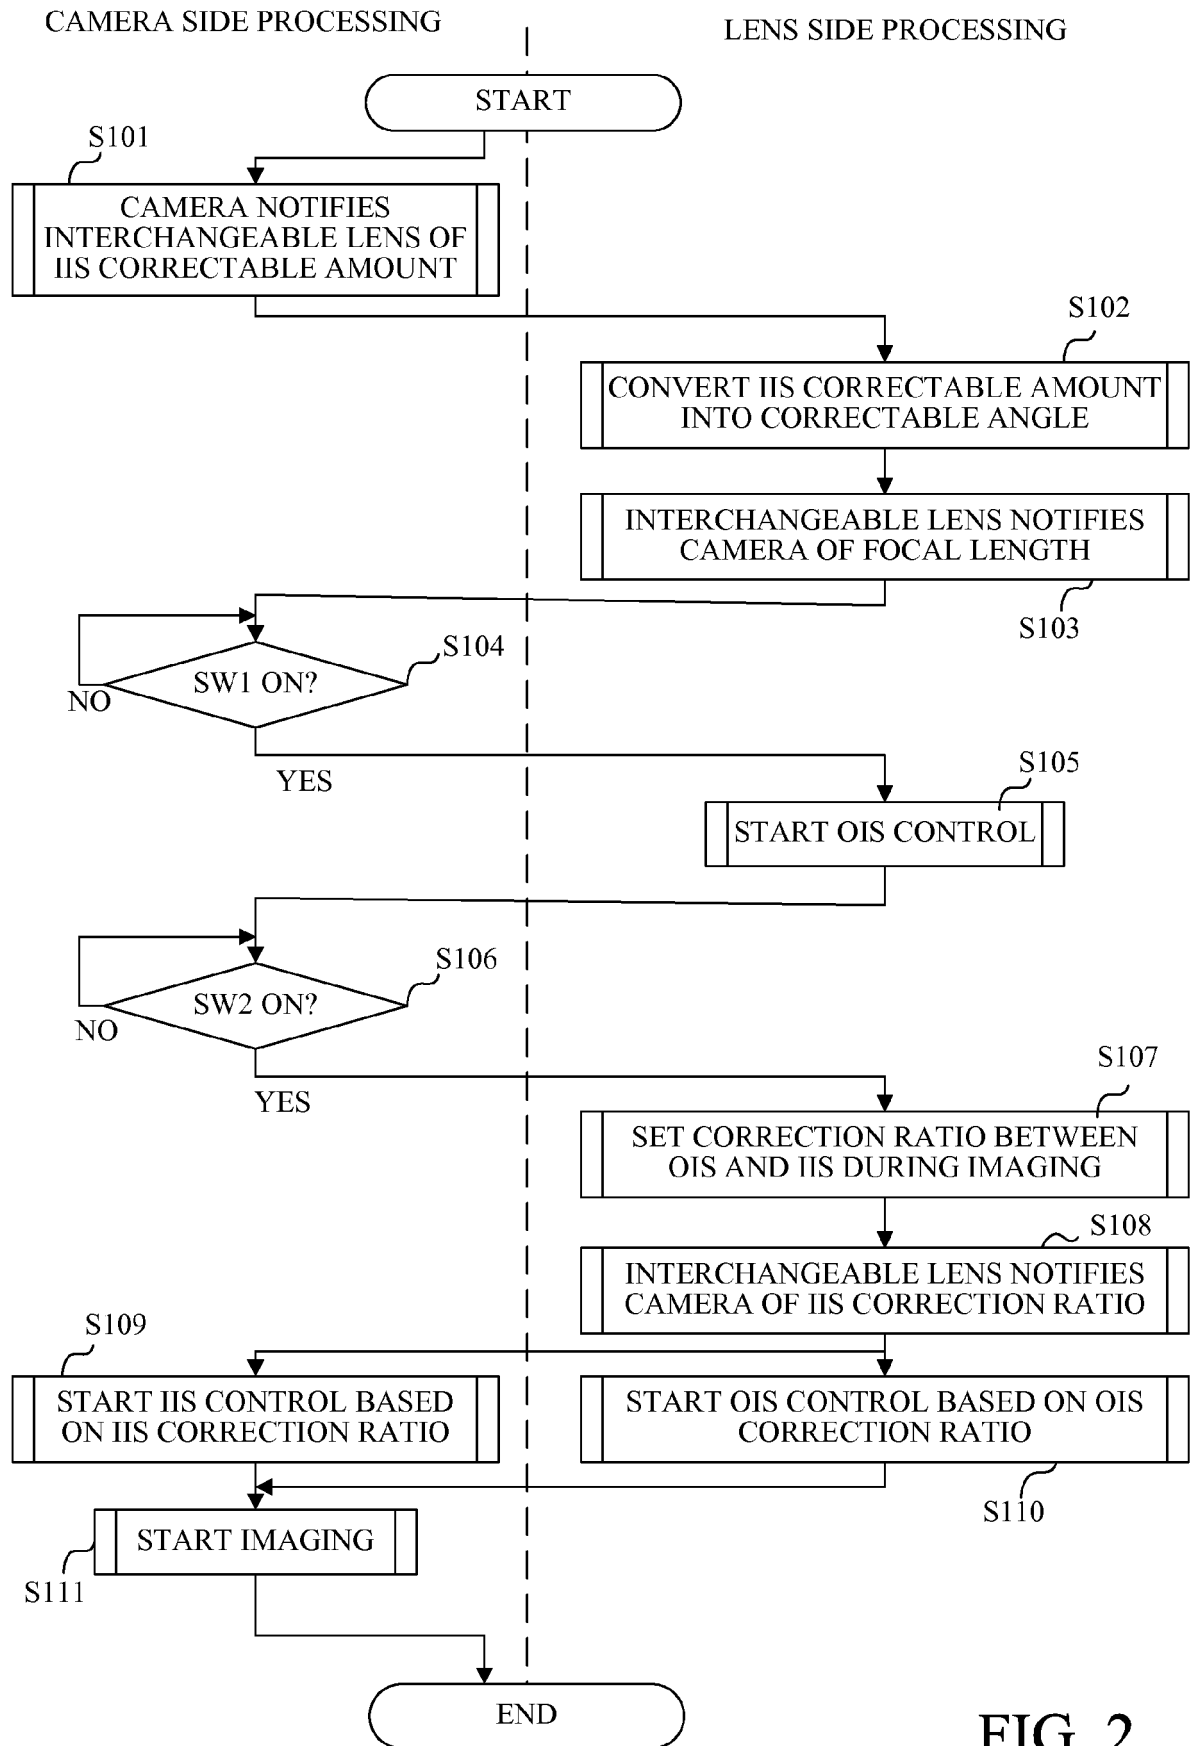 CAMERA SIDE PROCESSING
LENS SIDE PROCESSING
START
S101
CAMERA NOTIFIES
INTERCHANGEABLE LENS OF
IIS CORRECTABLE AMOUNT
S102
CONVERT IIS CORRECTABLE AMOUNT
INTO CORRECTABLE ANGLE
INTERCHANGEABLE LENS NOTIFIES
CAMERA OF FOCAL LENGTH
S103
S104
SW1 ON?
NO
YES
S105
START OIS CONTROL
S106
SW2 ON?
NO
YES
S107
SET CORRECTION RATIO BETWEEN
OIS AND IIS DURING IMAGING
S108
INTERCHANGEABLE LENS NOTIFIES
CAMERA OF IIS CORRECTION RATIO
S109
START IIS CONTROL BASED
ON IIS CORRECTION RATIO
START OIS CONTROL BASED ON OIS
CORRECTION RATIO
S110
START IMAGING
S111
END
FIG. 2